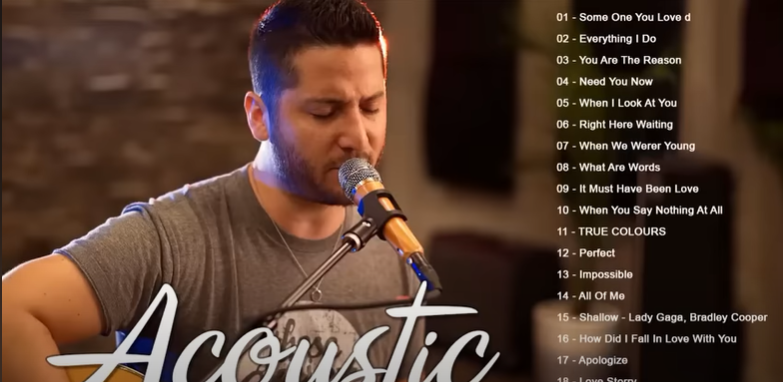 01 - Some One You Love d
02 - Everything I Do
03 - You Are The Reason
04 - Need You Now
05 - When I Look At You
06 - Right Here Waiting
07 - When We Werer Young
08 - What Are Words
09 - It Must Have Been Love
10 - When You Say Nothing At All
11 - TRUE COLOURS
12 - Perfect
13 - Impossible
14 - All Of Me
15 - Shallow - Lady Gaga, Bradley Cooper
16 - How Did I Fall In Love With You
17 - Apologize
18 - Love Storry
Acoustic